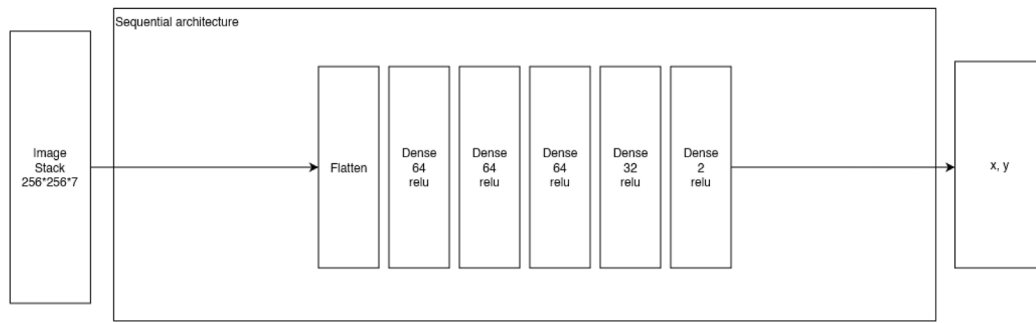 Sequential architecture
Image
Stack
256*256*7
Flatten
Dense
64
relu
Dense
64
relu
Dense
64
relu
Dense
32
relu
Dense
2
relu
x, y